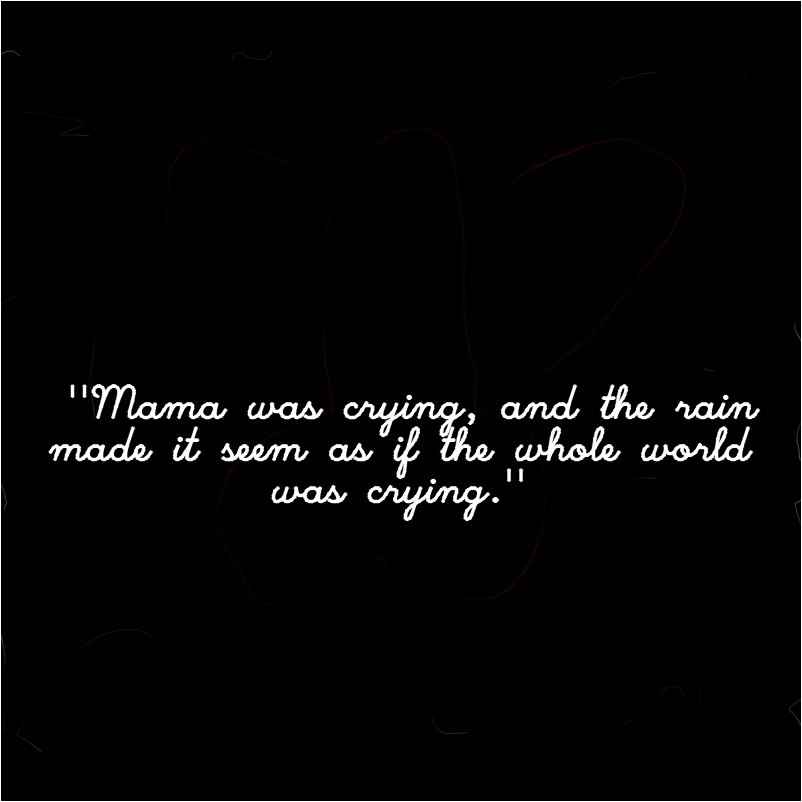 "Mama was crying, and the rain
made it seem as if the whole world
was crying."